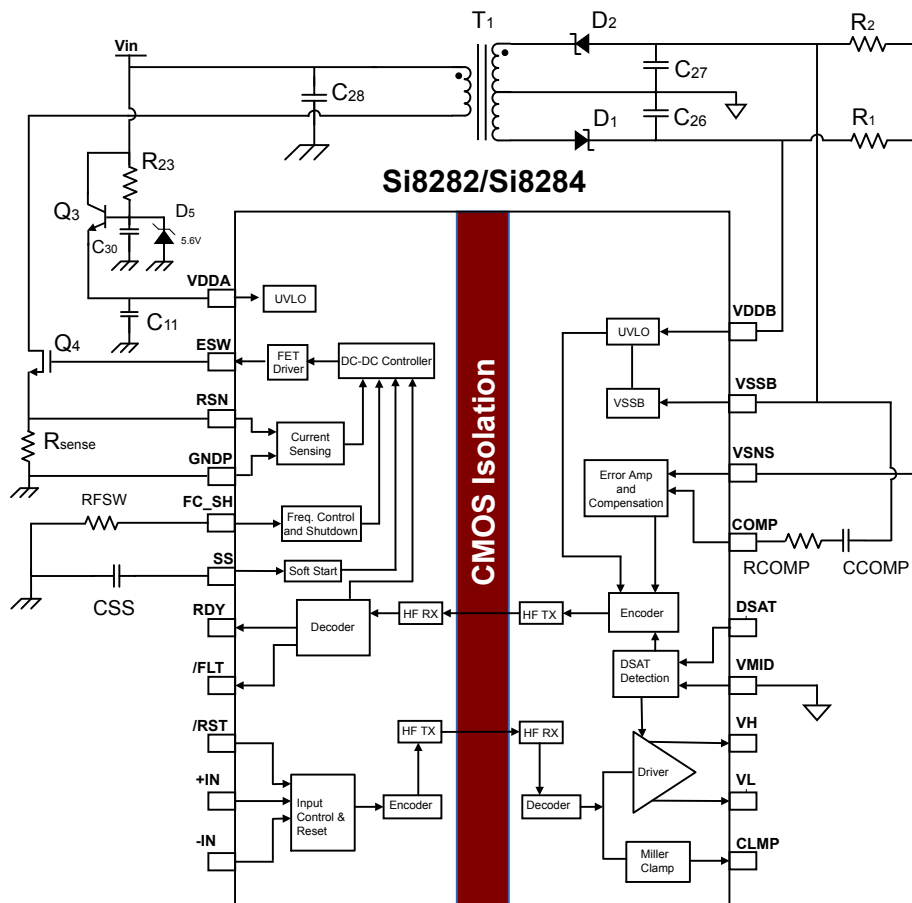 T1
D2
R2
Vin
C27
C28
D1
C26
R1
R23
Si8282/Si8284
Q3
D5
5.6V
C30
VDDA
UVLO
C11
VDDB
UVLO
Q4
ESW
FET
Driver
DC-DC Controller
RSN
VSSB
VSSB
Rsense
Current
Sensing
GNDP
CMOS Isolation
VSNS
Error Amp
and
Compensation
RFSW
FC_SH
Freq. Control
and Shutdown
COMP
RCOMP
CCOMP
SS
Soft Start
CSS
RDY
Decoder
HF RX
HF TX
Encoder
DSAT
/FLT
DSAT
Detection
VMID
/RST
HF TX
HF RX
VH
+IN
Input
Control &
Reset
Encoder
Decoder
Driver
VL
-IN
Miller
Clamp
CLMP